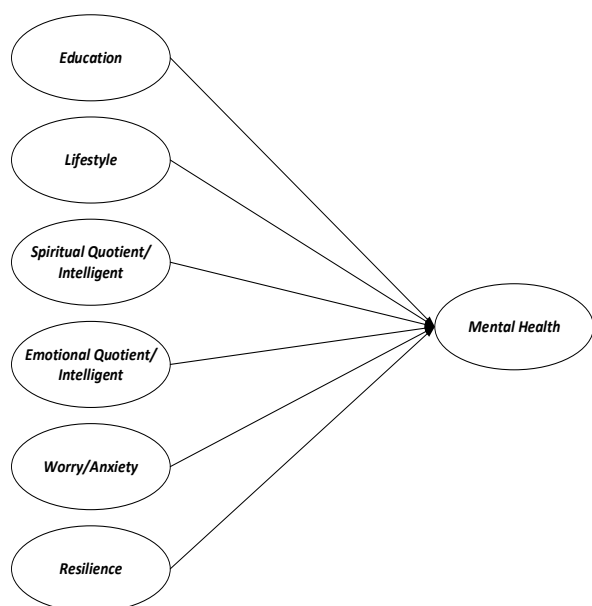 Education
Lifestyle
Spiritual Quotient/
Intelligent
Emotional Quotient/
Intelligent
Mental Health
Worry/Anxiety
Resilience